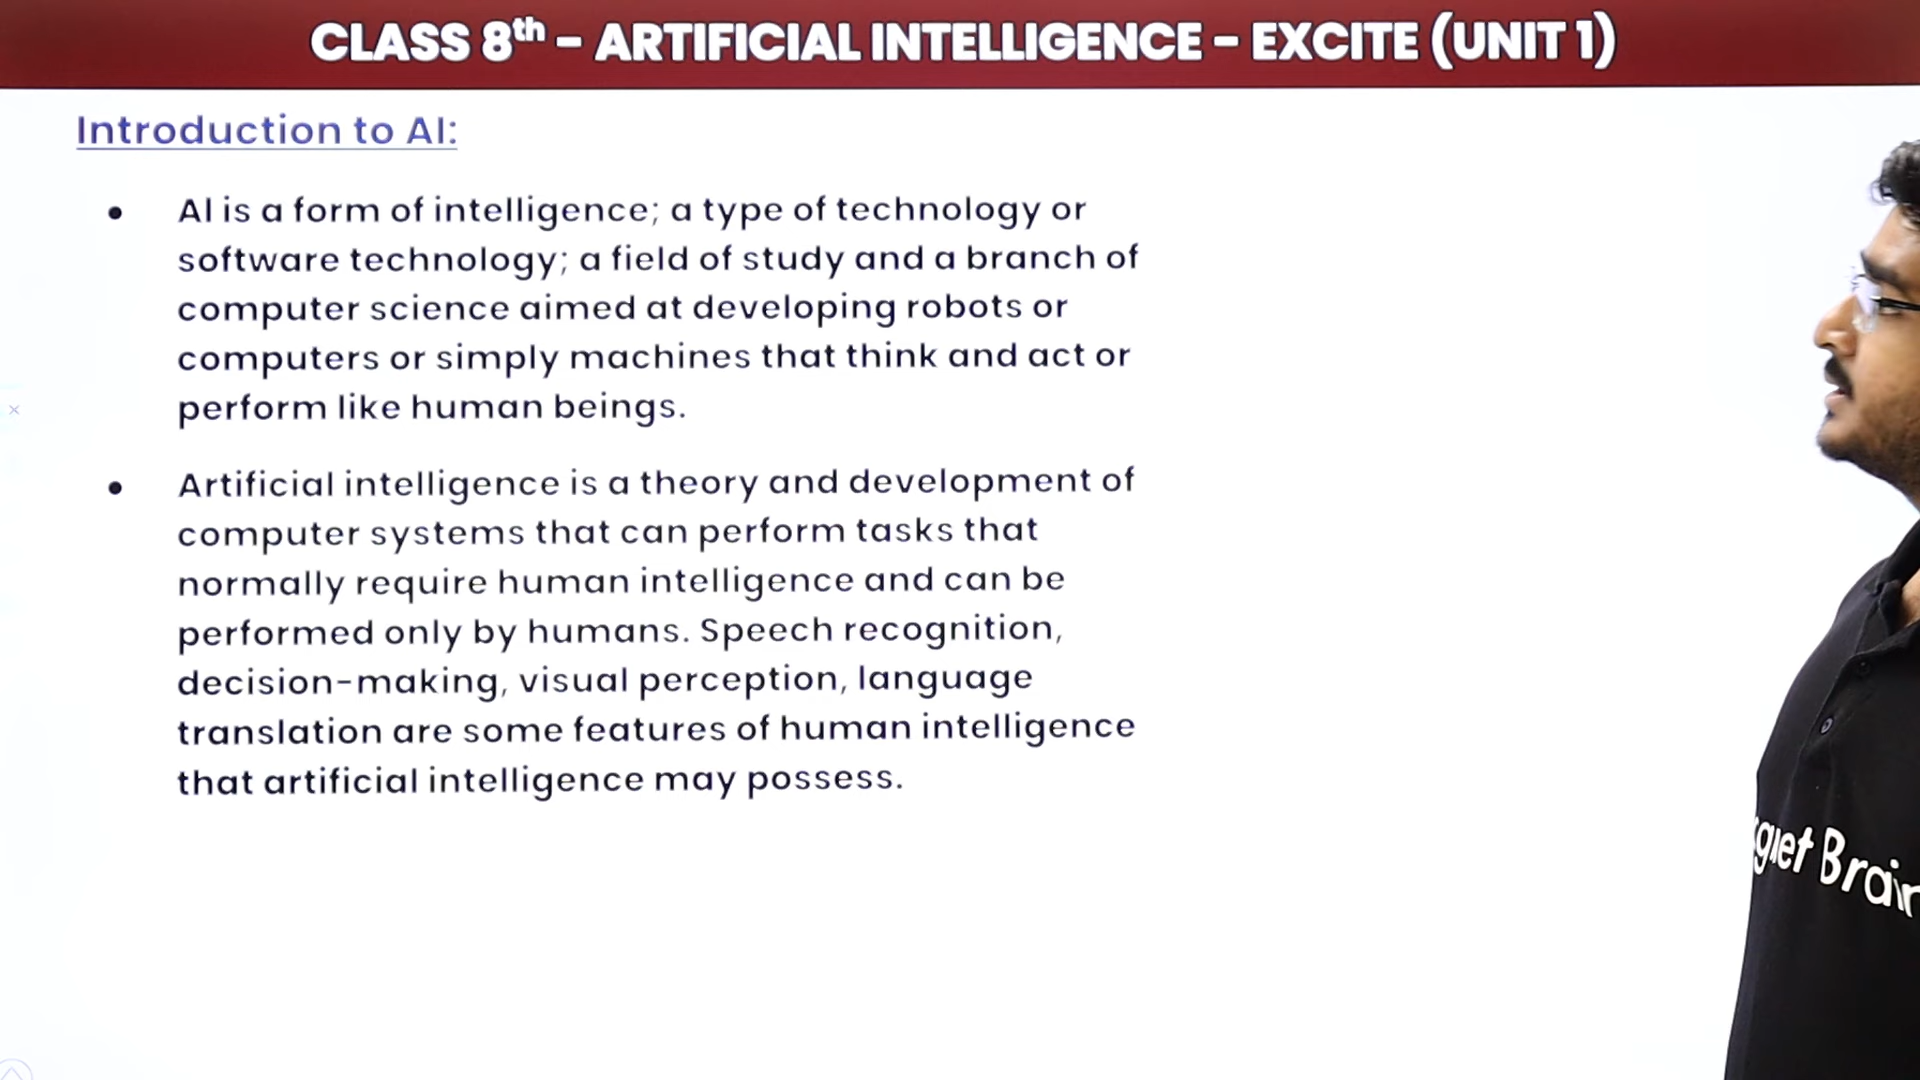 CLASS 8th - ARTIFICIAL INTELLIGENCE - EXCITE (UNIT 1)
Introduction to AI:
• AI is a form of intelligence; a type of technology or
software technology; a field of study and a branch of
computer science aimed at developing robots or
computers or simply machines that think and act or
perform like human beings.
• Artificial intelligence is a theory and development of
computer systems that can perform tasks that
normally require human intelligence and can be
performed only by humans. Speech recognition,
decision-making, visual perception, language
translation are some features of human intelligence
that artificial intelligence may possess.
gnet Brain